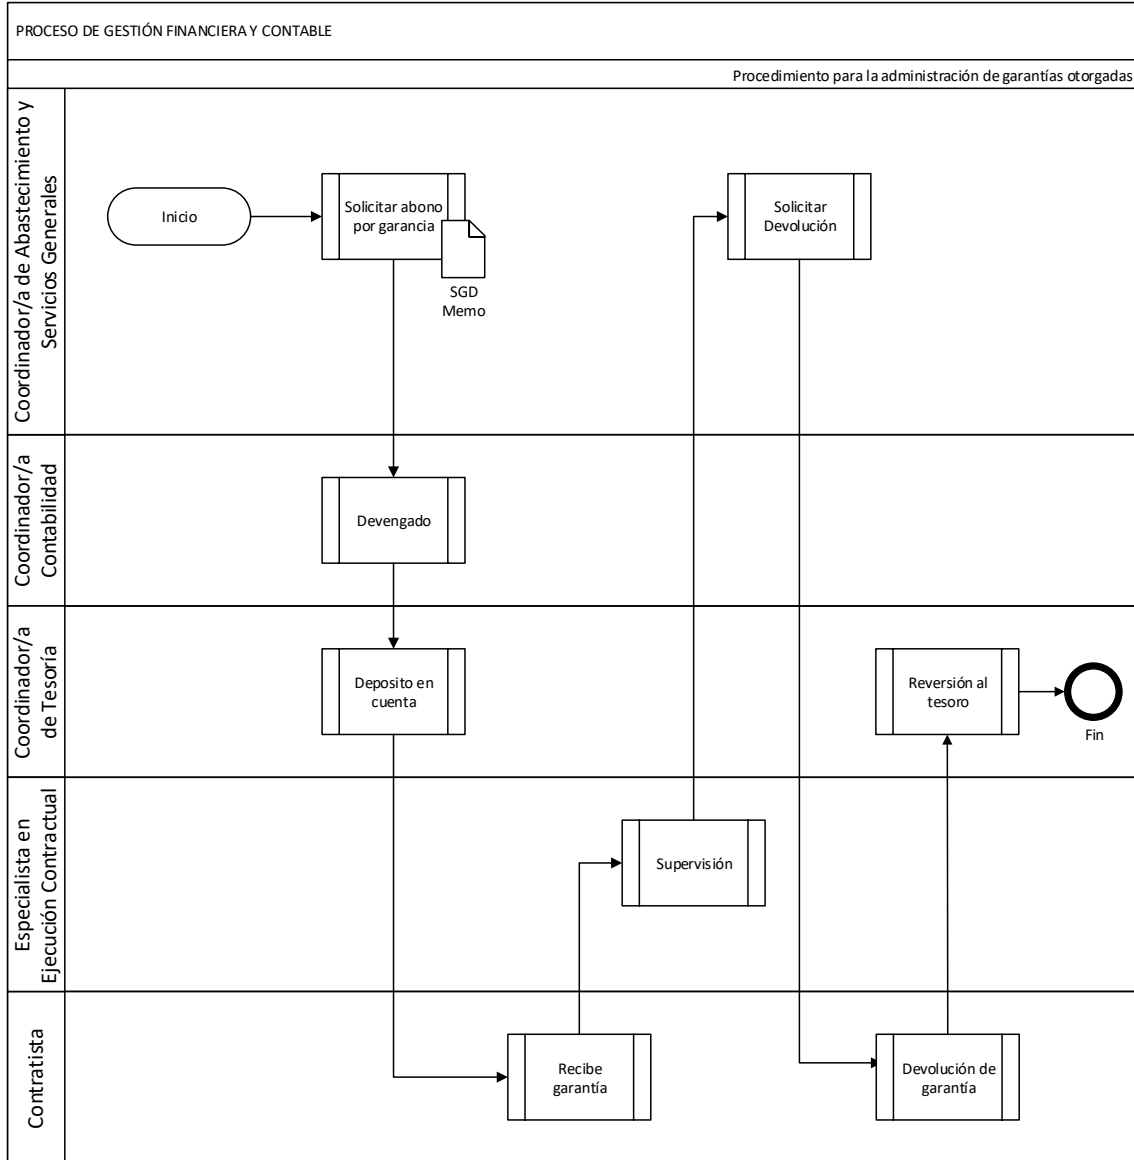 PROCESO DE GESTIÓN FINANCIERA Y CONTABLE
Procedimiento para la administración de garantías otorgadas
Coordinador/a de Abastecimiento y
Servicios Generales
Inicio
Solicitar abono
por garancia
SGD
Memo
Solicitar
Devolución
Coordinador/a
Contabilidad
Devengado
Coordinador/a
de Tesoría
Deposito en
cuenta
Reversión al
tesoro
Fin
Especialista en
Ejecución Contractual
Supervisión
Contratista
Recibe
garantía
Devolución de
garantía